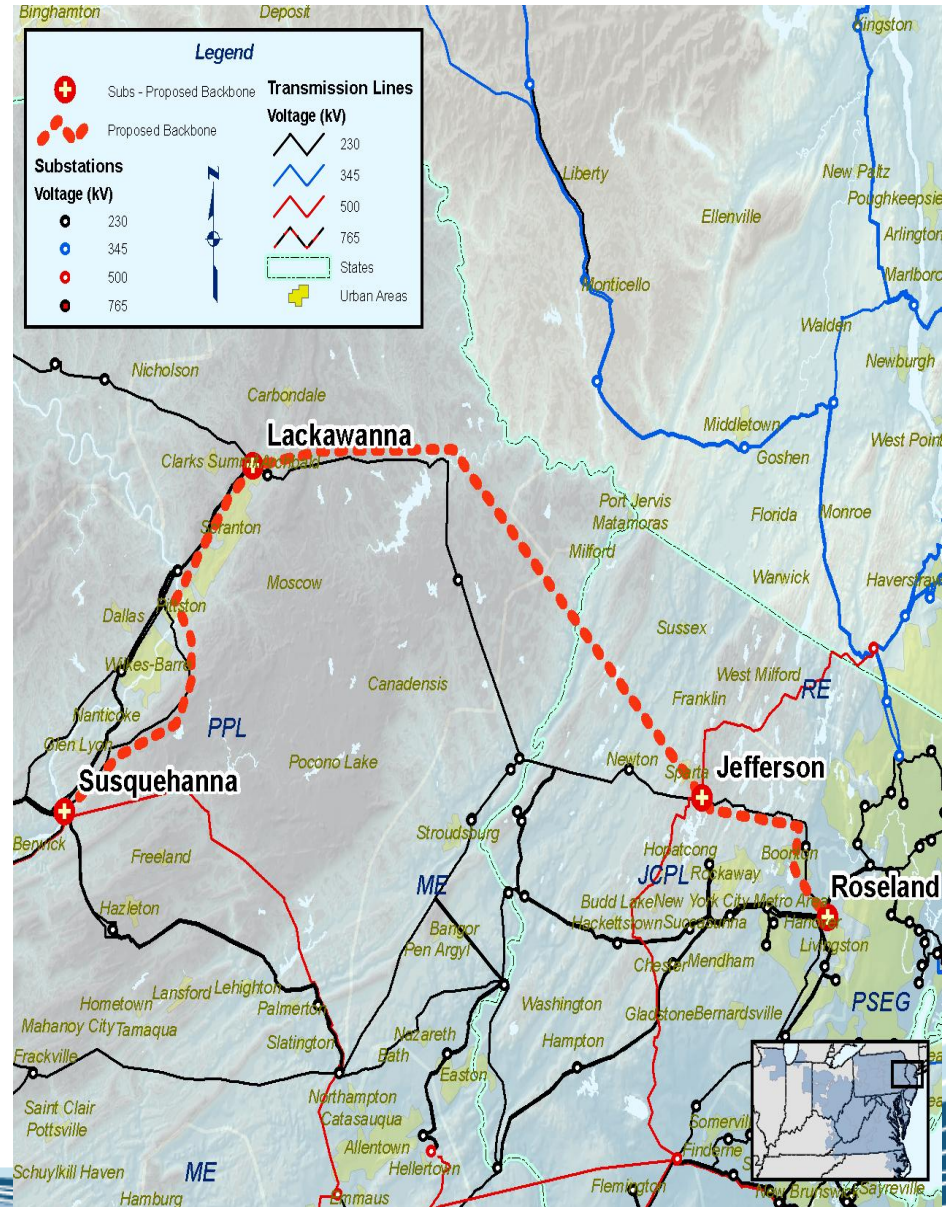 Binghamton
Deposit
Kingston
Legend
Subs - Proposed Backbone
Proposed Backbone
Substations
Voltage (kV)
230
345
500
765
N
Transmission Lines
Voltage (kV)
230
345
500
765
States
Urban Areas
Liberty
New Paltz
Poughkeepsie
Ellenville
Arlington
Marlboro
Monticello
Walden
Newburgh
Nicholson
Carbondale
Middletown
Goshen
West Point
Lackawanna
Clarks Summit
Archbald
Scranton
Port Jervis
Matamoras
Florida
Monroe
Milford
Moscow
Warwick
Haverstraw
Dallas
Pittston
Sussex
Wilkes-Barre
Canadensis
West Milford
Franklin
RE
Nanticoke
PPL
Glen Lyon
Pocono Lake
Newton
Sparta
Jefferson
Susquehanna
Stroudsburg
Berwick
Freeland
Hopatcong
Boonton
ME
JCPL
Rockaway
Roseland
Hazleton
Budd Lake
New York City Metro Area
Hackettstown
Succasunna
Hanover
Bangor
Pen Argyl
Livingston
Chester
Mendham
Lansford
Lehighton
Hometown
Palmerton
Washington
PSEG
Mahanoy City
Tamaqua
Gladstone
Bernardsville
Slatington
Nazareth
Hampton
Frackville
Bath
Easton
Northampton
Saint Clair
Catasauqua
Pottsville
Allentown
Somerville
Finderne
Schuylkill Haven
ME
Hellertown
Flemington
Hamburg
Emmaus
New Brunswick
Sayreville